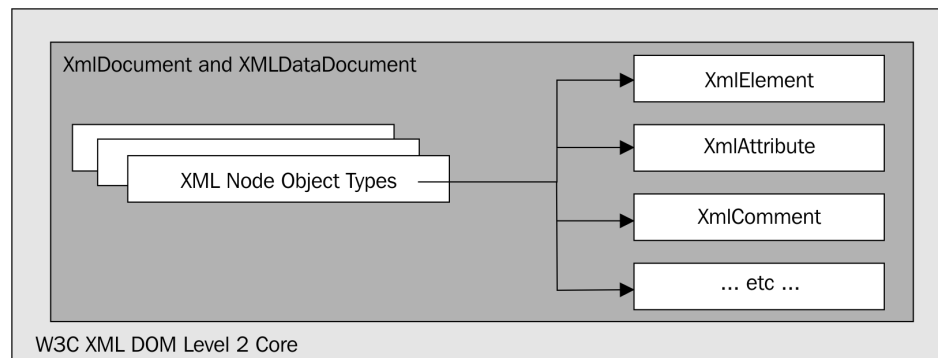 XmlDocument and XMLDataDocument
XML Node Object Types
XmlElement
XmlAttribute
XmlComment
... etc ...
W3C XML DOM Level 2 Core